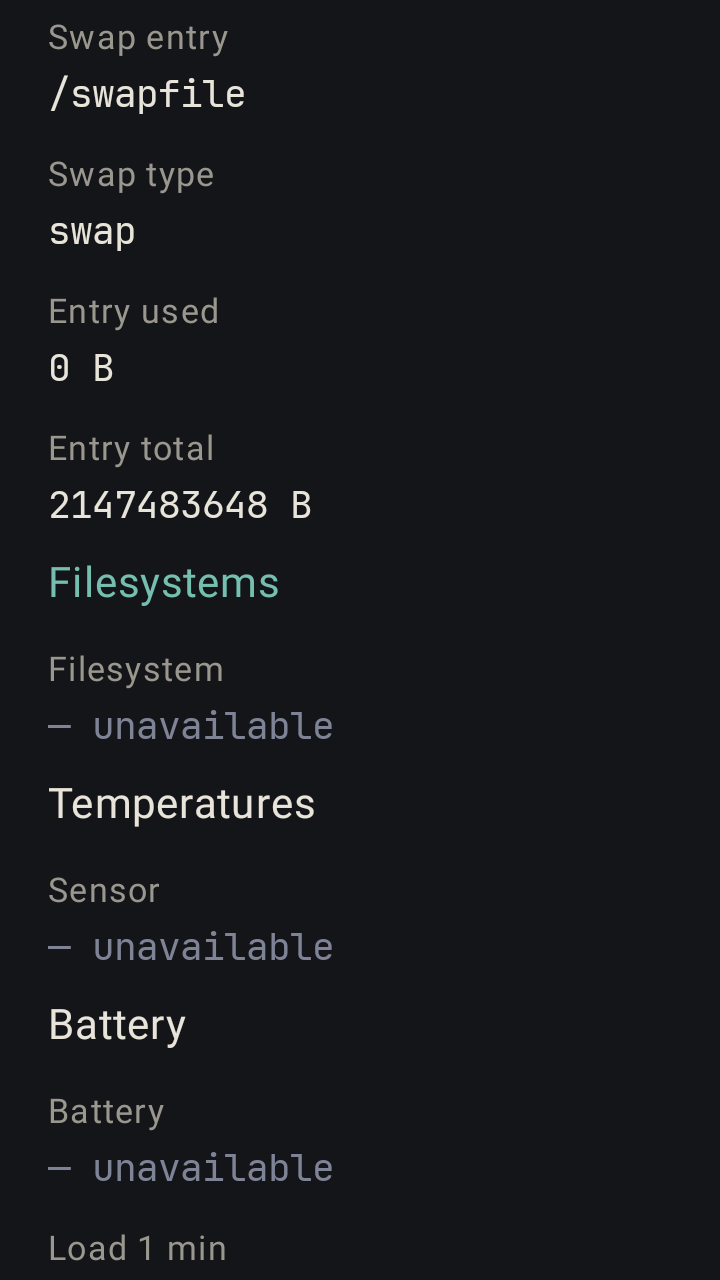 Swap entry
/swapfile
Swap type
swap
Entry used
0 B
Entry total
2147483648 B
Filesystems
Filesystem
— unavailable
Temperatures
Sensor
— unavailable
Battery
Battery
— unavailable
Load 1 min